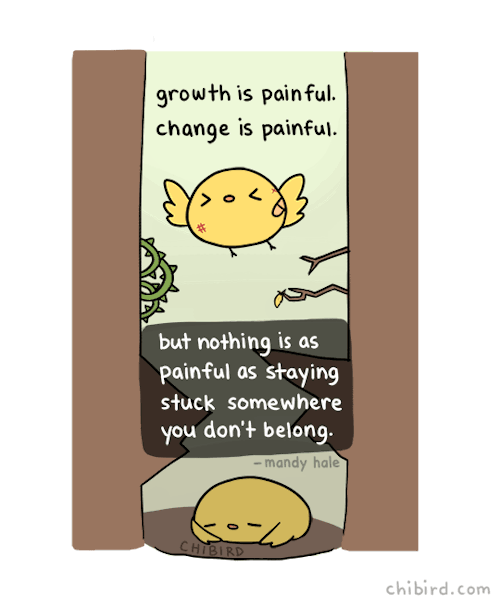 growth is painful.
change is painful.
but nothing is as
painful as staying
stuck somewhere
you don't belong.
– mandy hale
CHIBIRD
chibird.com